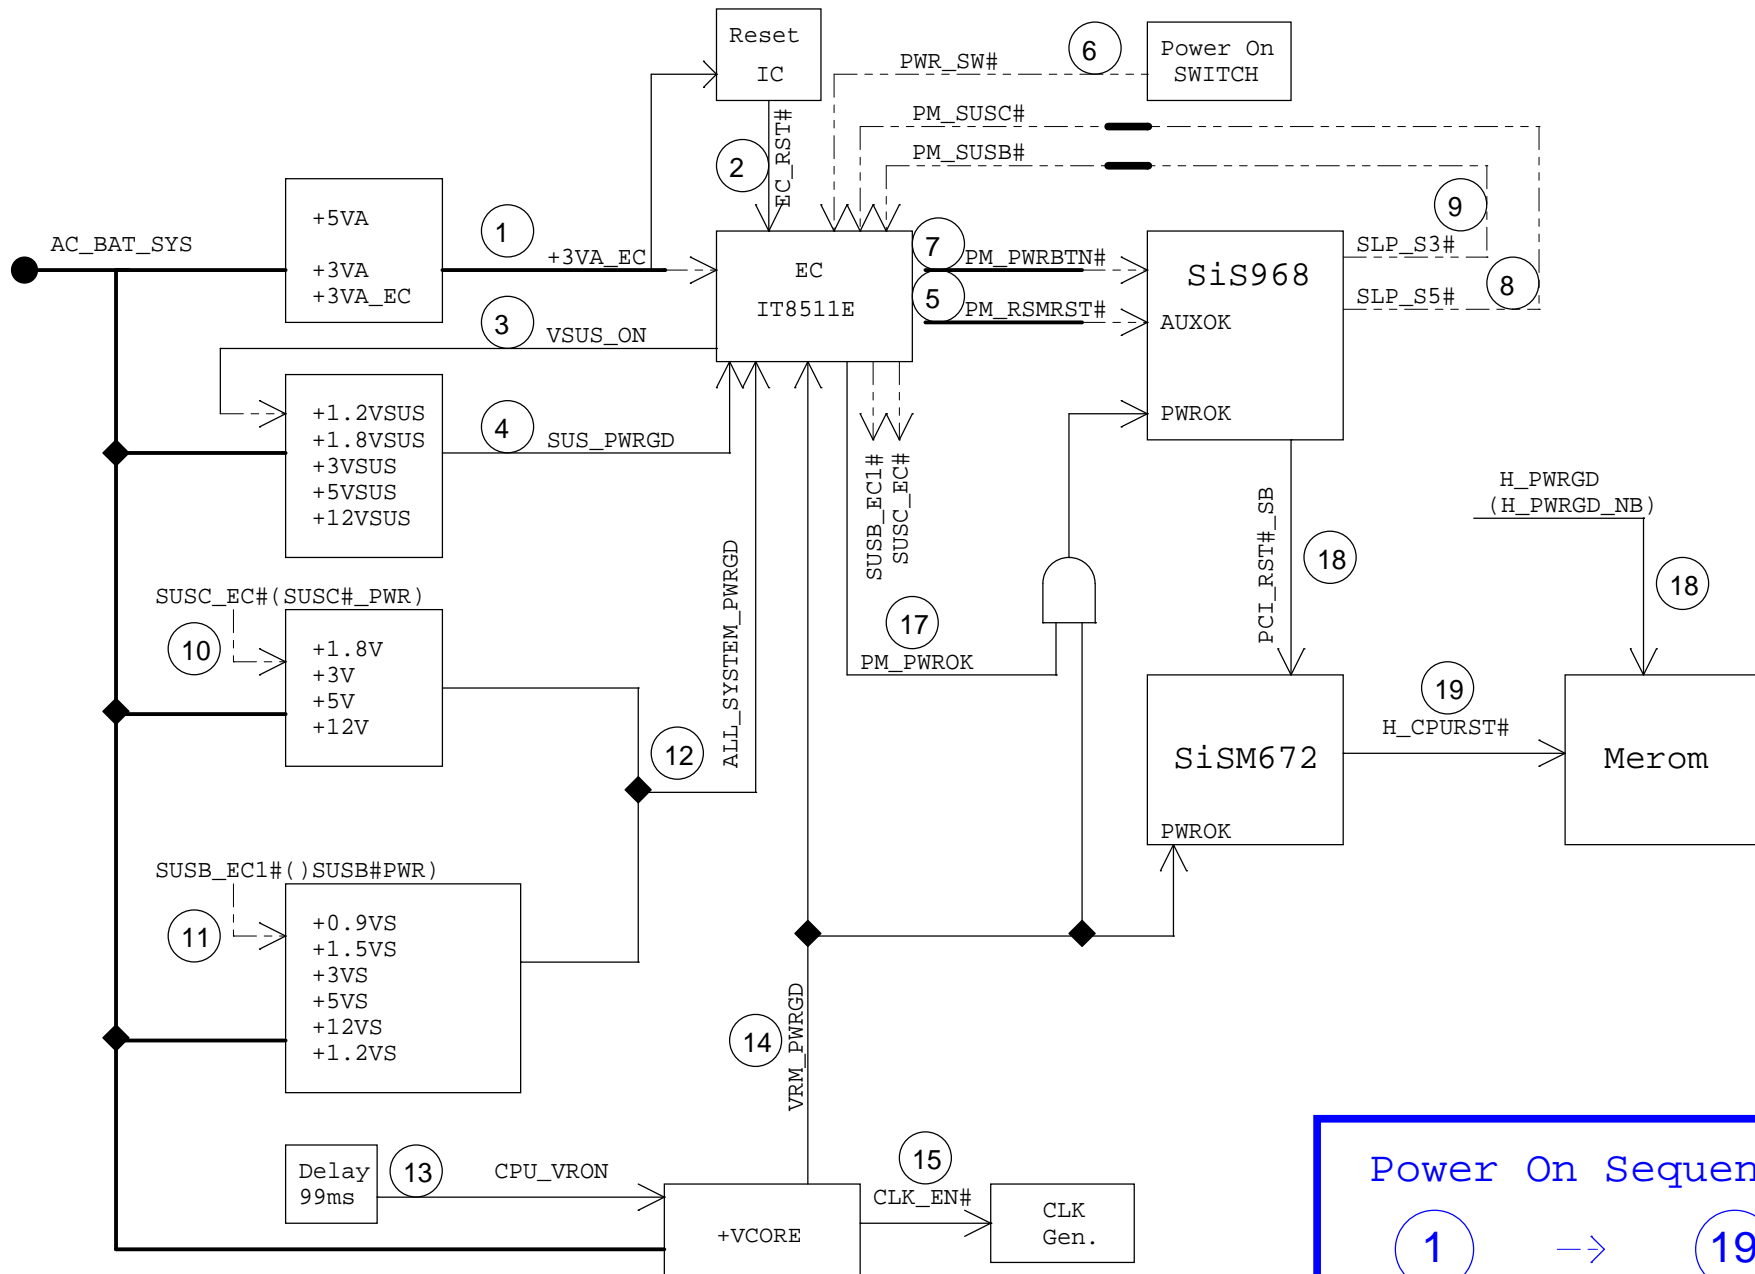 Reset
IC
PWR_SW#
6
Power On
SWITCH
PM_SUSC#
PM_SUSB#
2
EC_RST#
+5VA
+3VA
+3VA_EC
1
+3VA_EC
AC_BAT_SYS
EC
IT8511E
7
PM_PWRBTN#
5
PM_RSMRST#
SiS968
AUXOK
PWROK
SLP_S3#
9
SLP_S5#
8
3
VSUS_ON
+1.2VSUS
+1.8VSUS
+3VSUS
+5VSUS
+12VSUS
4
SUS_PWRGD
SUSB_EC1#
SUSC_EC#
ALL_SYSTEM_PWRGD
PCI_RST#_SB
18
H_PWRGD
(H_PWRGD_NB)
18
SUSC_EC#(SUSC#_PWR)
10
+1.8V
+3V
+5V
+12V
17
PM_PWROK
12
SiSM672
PWROK
19
H_CPURST#
Merom
SUSB_EC1#()SUSB#PWR)
11
+0.9VS
+1.5VS
+3VS
+5VS
+12VS
+1.2VS
14
VRM_PWRGD
Delay
99ms
13
CPU_VRON
+VCORE
15
CLK_EN#
CLK
Gen.
Power On Sequen
1
19